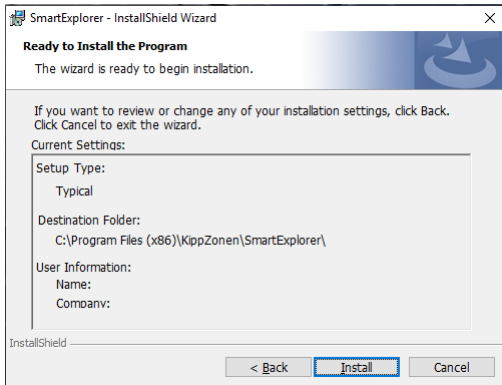 SmartExplorer - InstallShield Wizard
Ready to Install the Program
The wizard is ready to begin installation.
If you want to review or change any of your installation settings, click Back.
Click Cancel to exit the wizard.
Current Settings:
Setup Type:
Typical
Destination Folder:
C:\Program Files (x86)\KippZonen\SmartExplorer\
User Information:
Name:
Company:
InstallShield
< Back
Install
Cancel